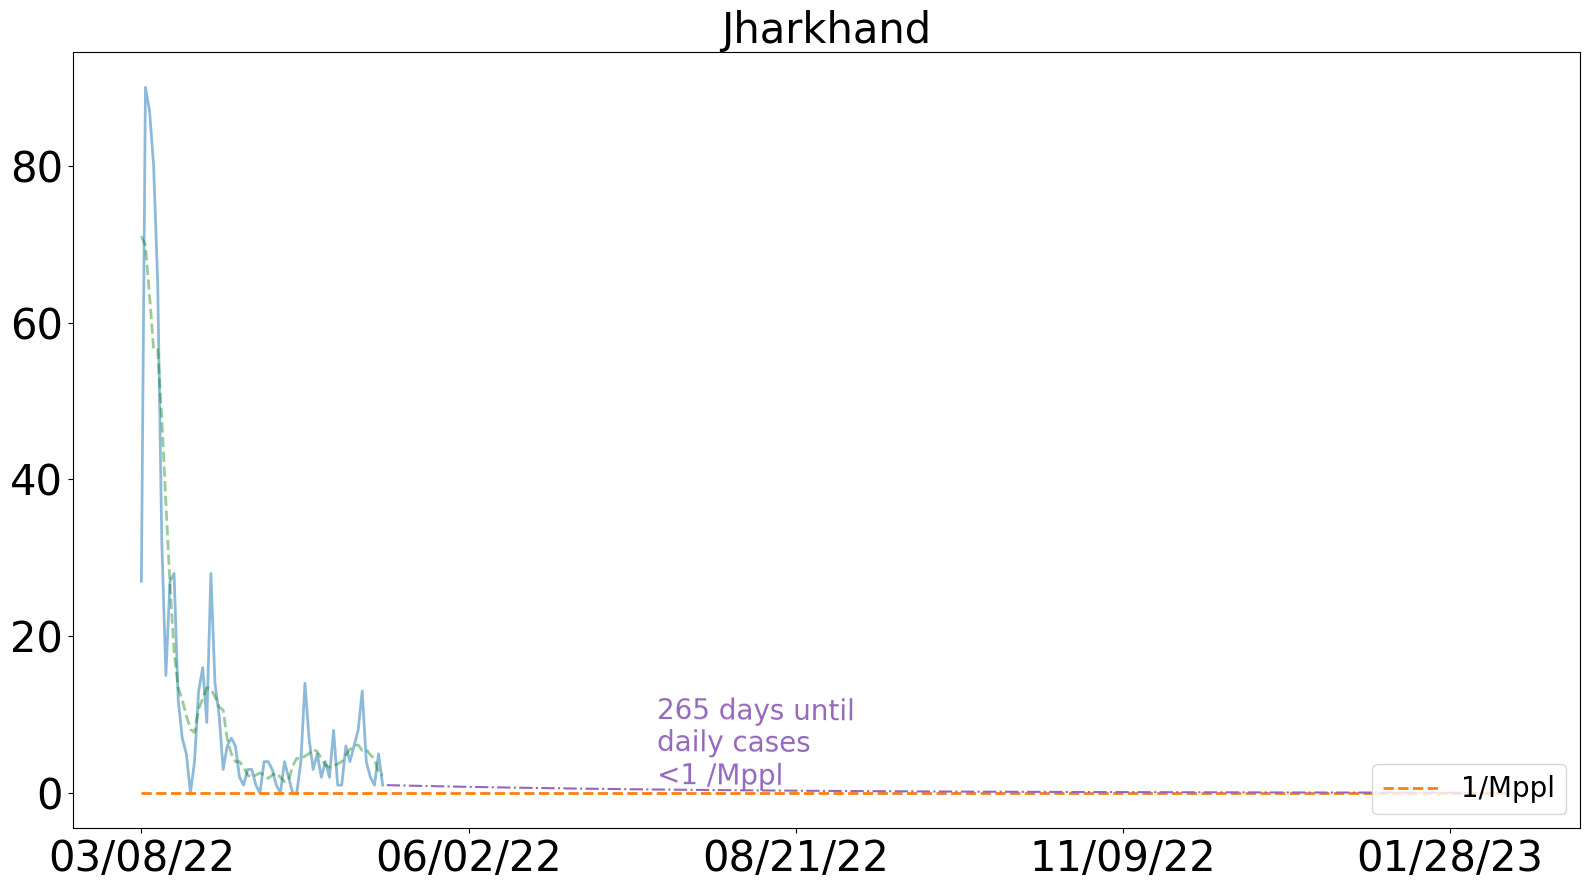 Jharkhand
80
60
40
20
0
265 days until
daily cases
<1 /Mppl
1/Mppl
03/08/22 06/02/22 08/21/22 11/09/22 01/28/23